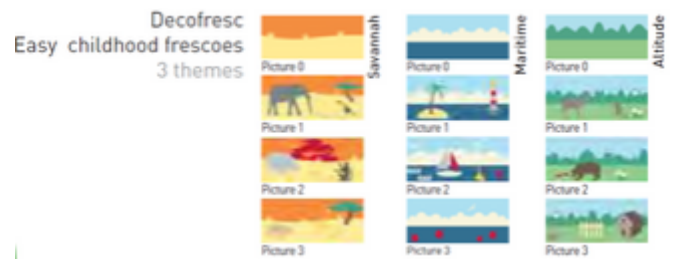 Decofresc
Easy childhood frescoes
3 themes
Savannah
Picture 0
Picture 1
Picture 2
Picture 3
Maritime
Picture 0
Picture 1
Picture 2
Picture 3
Altitude
Picture 0
Picture 1
Picture 2
Picture 3